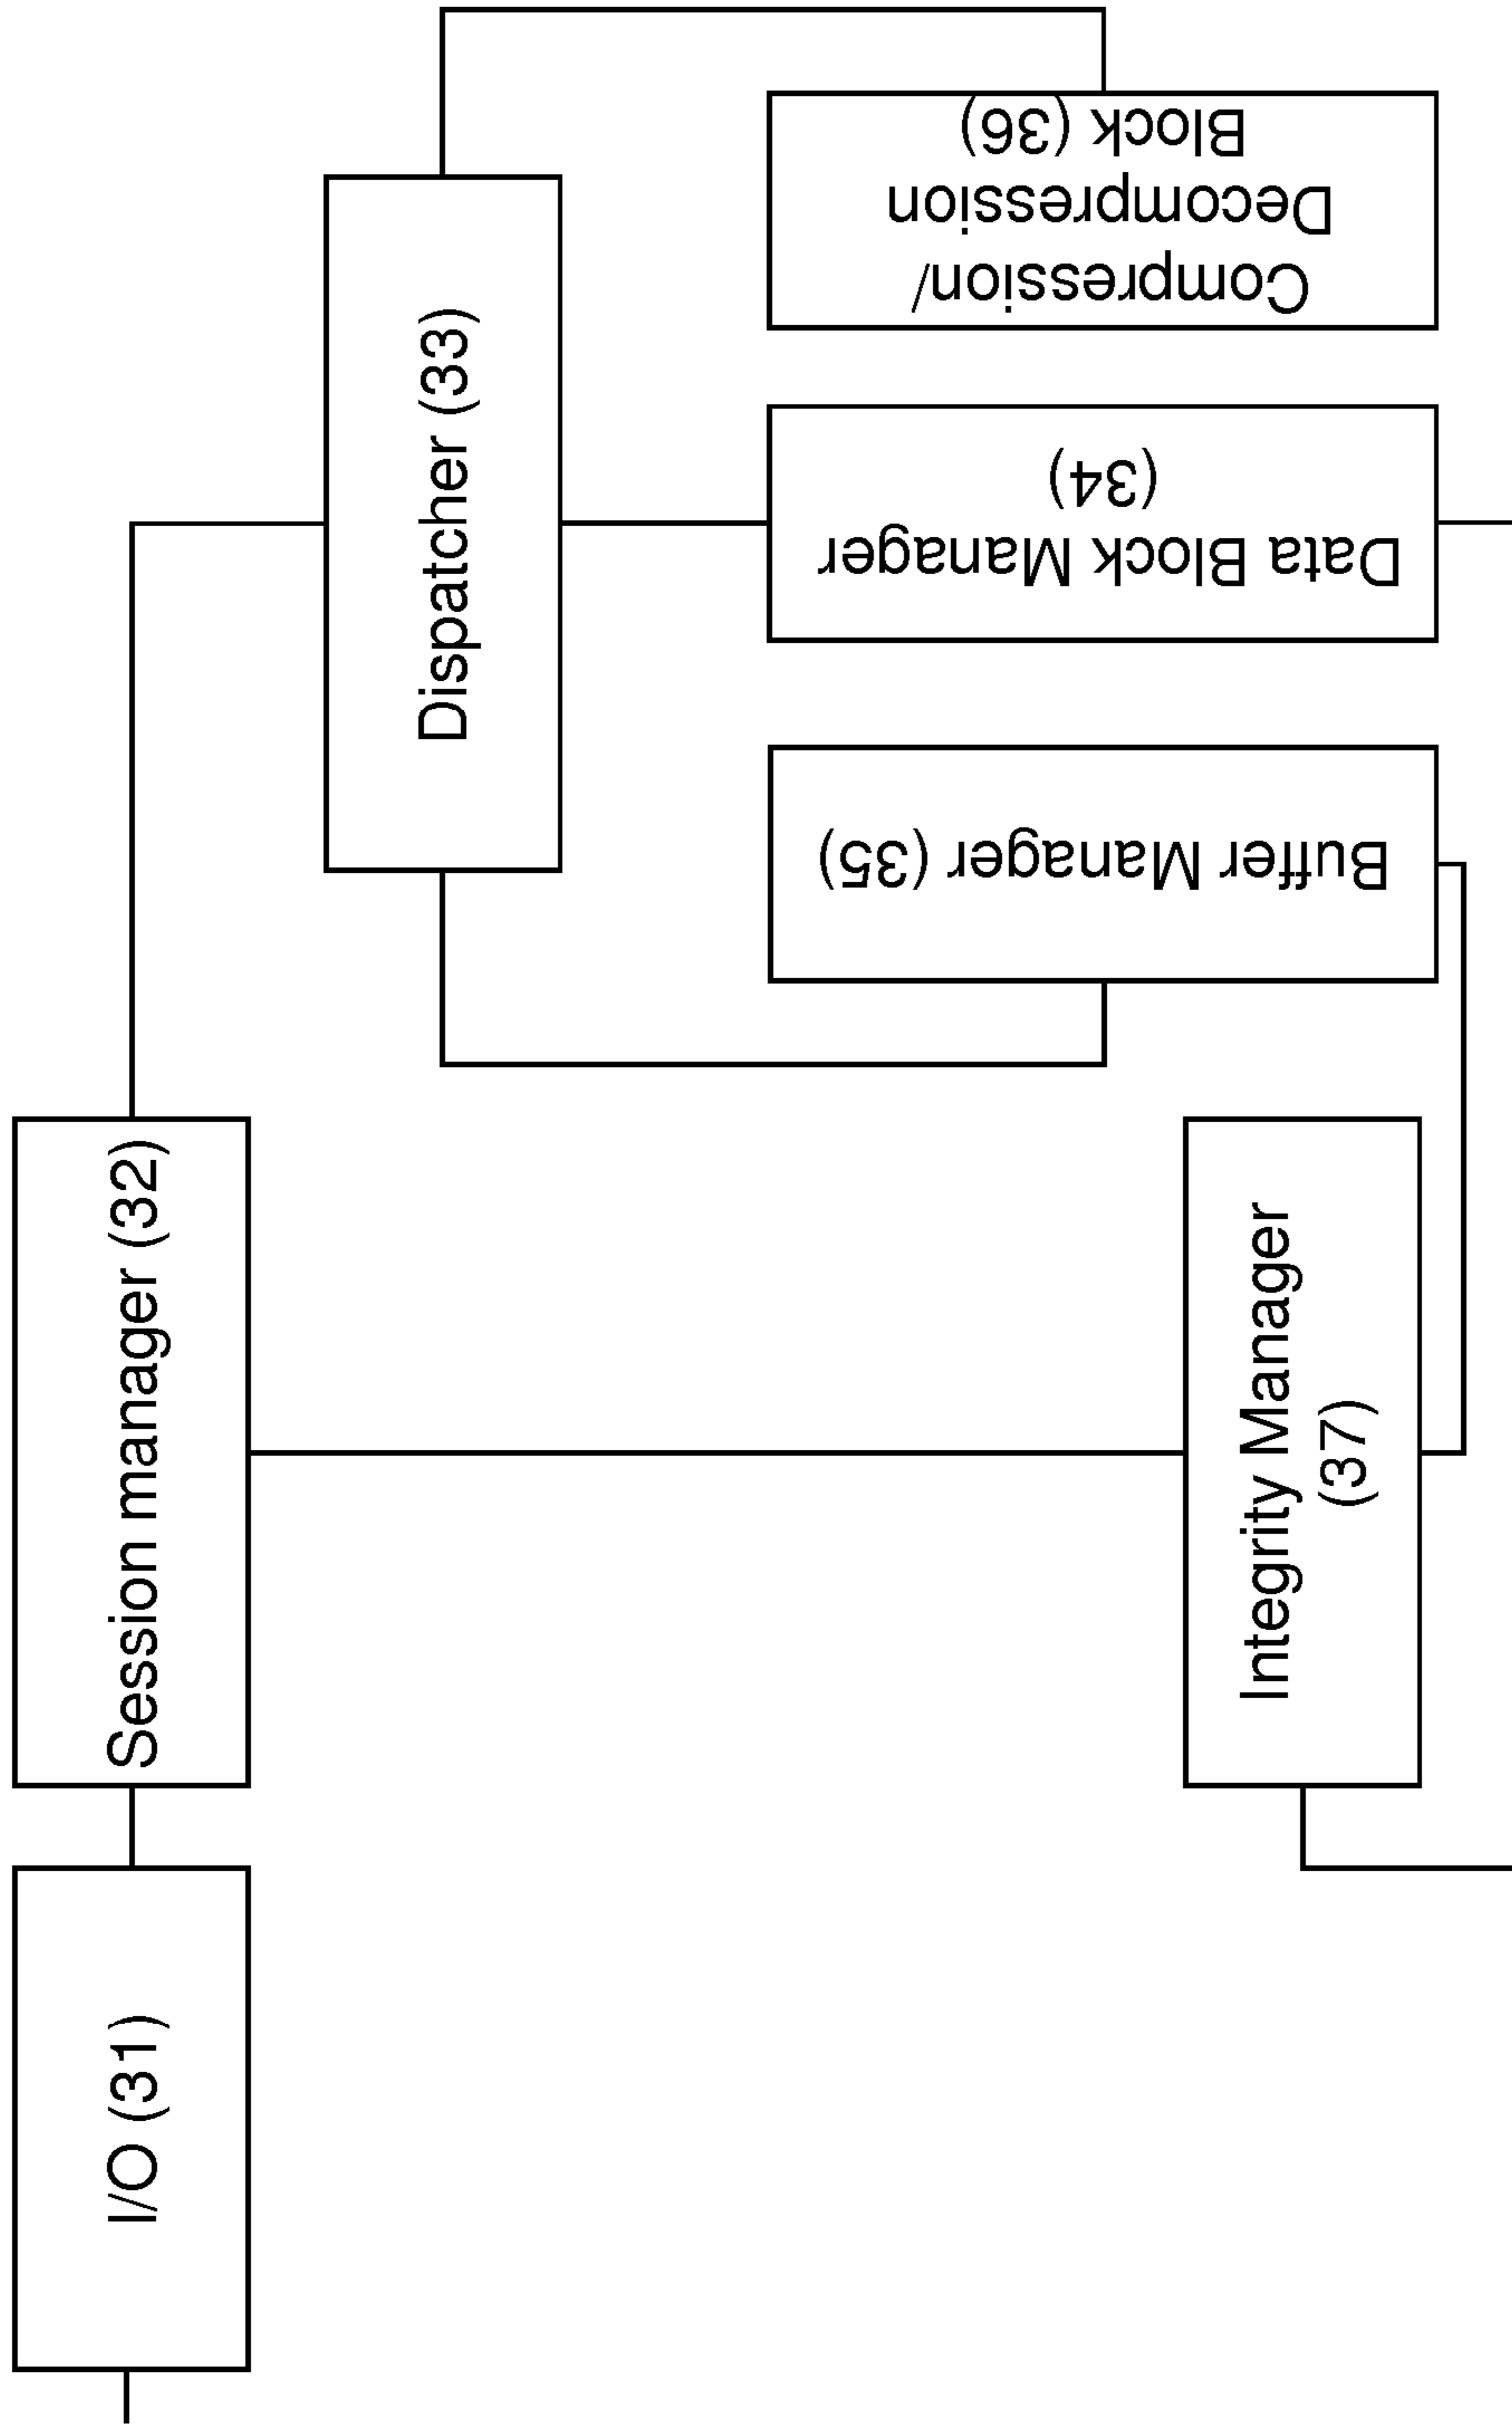 I/O (31)
Session manager (32)
Dispatcher (33)
Integrity Manager
(37)
Buffer Manager (35)
Data Block Manager
(34)
Compression/
Decompression
Block (36)